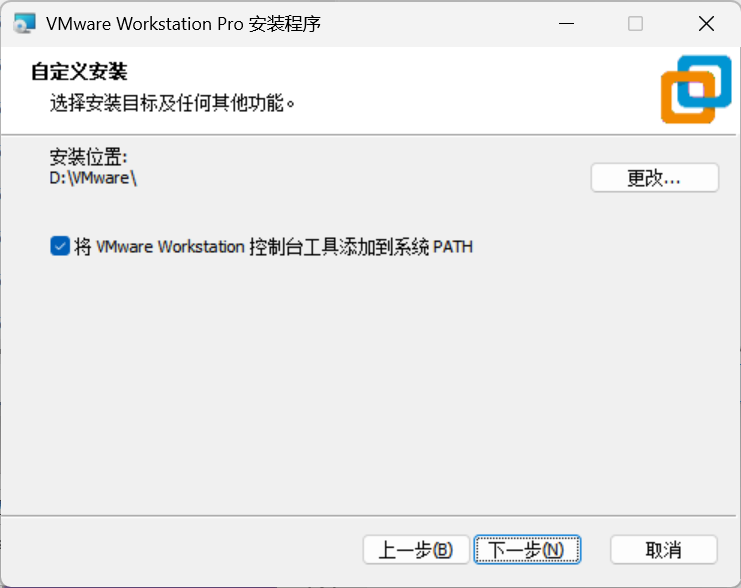 VMware Workstation Pro 安装程序
自定义安装
选择安装目标及任何其他功能。
安装位置:
D:\VMware\
更改...
将 VMware Workstation 控制台工具添加到系统 PATH
上一步(B)
下一步(N)
取消